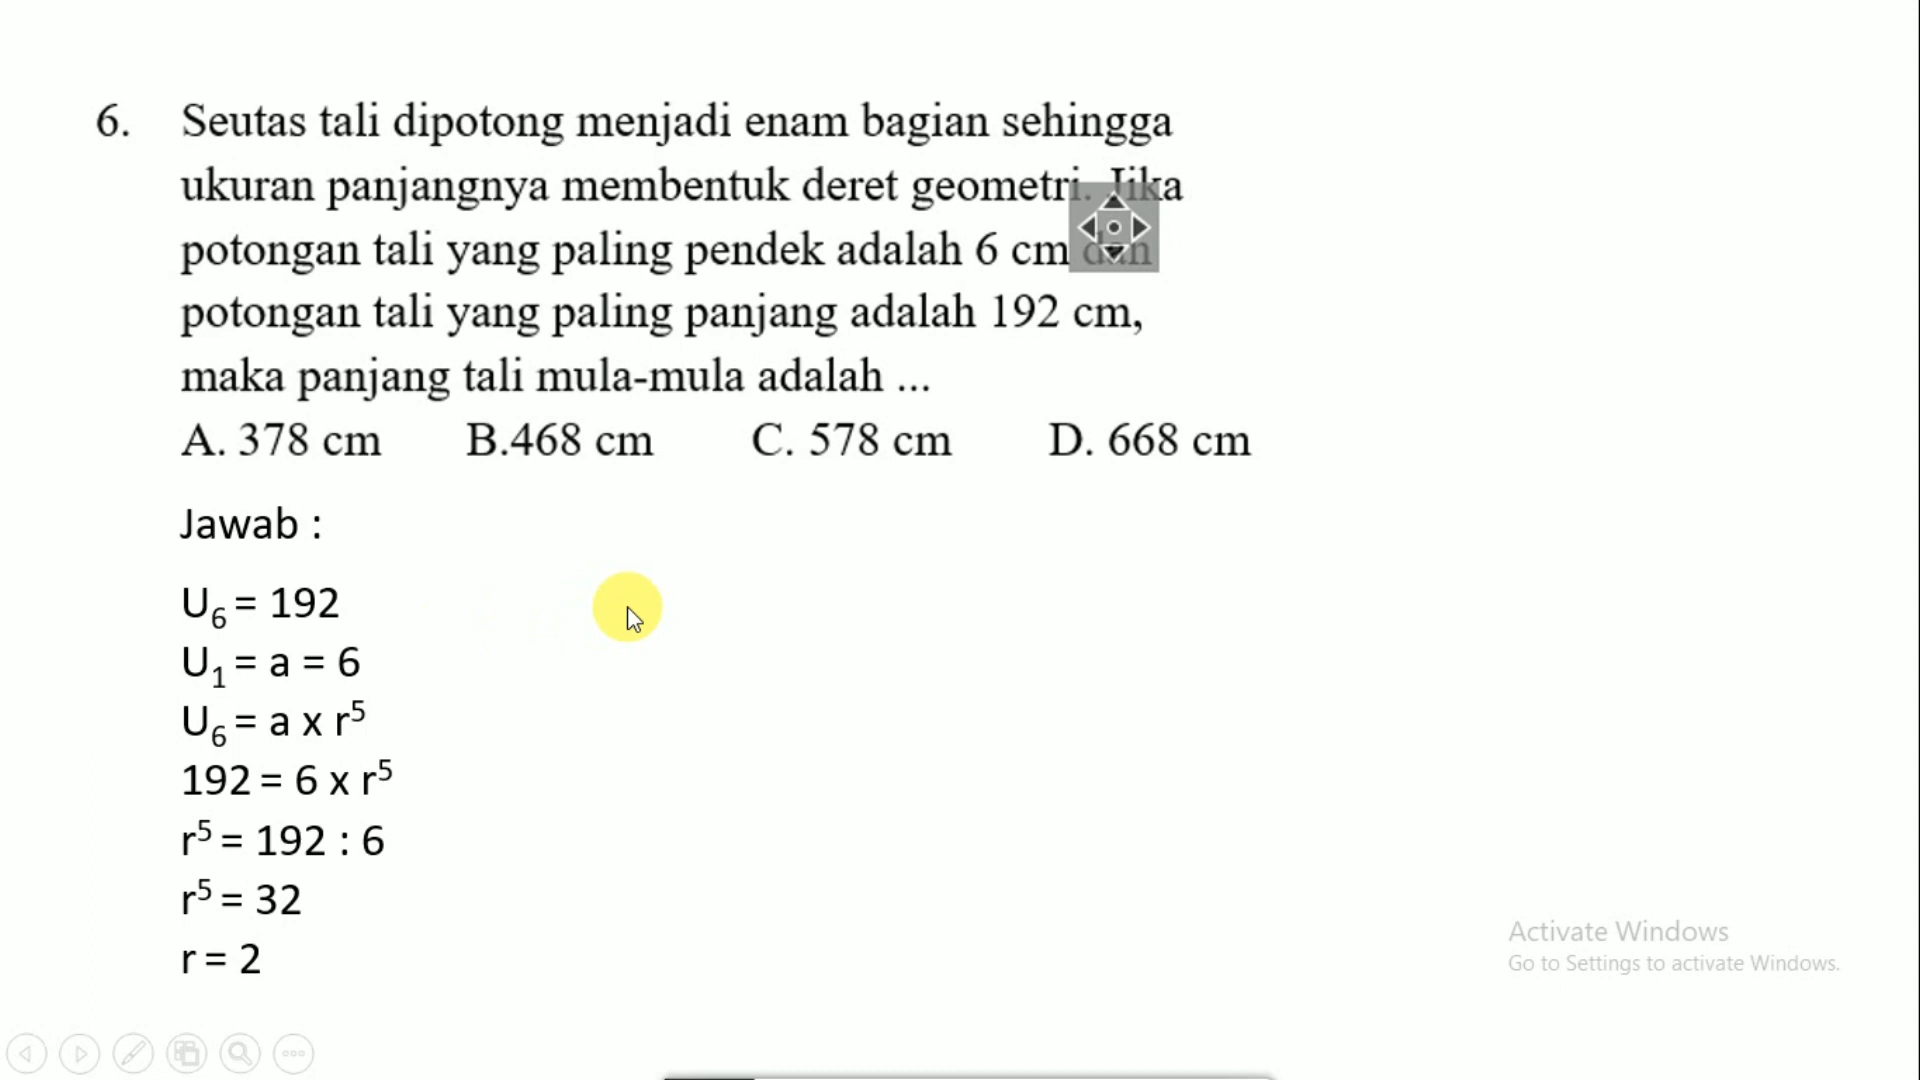 6. Seutas tali dipotong menjadi enam bagian sehingga
ukuran panjangnya membentuk deret geometri. Jika
potongan tali yang paling pendek adalah 6 cm dan
potongan tali yang paling panjang adalah 192 cm,
maka panjang tali mula-mula adalah ...
A. 378 cm B.468 cm C. 578 cm D. 668 cm
Jawab :
U₆ = 192
U₁ = a = 6
U₆ = a x r⁵
192 = 6 x r⁵
r⁵ = 192 : 6
r⁵ = 32
r = 2
Activate Windows
Go to Settings to activate Windows.